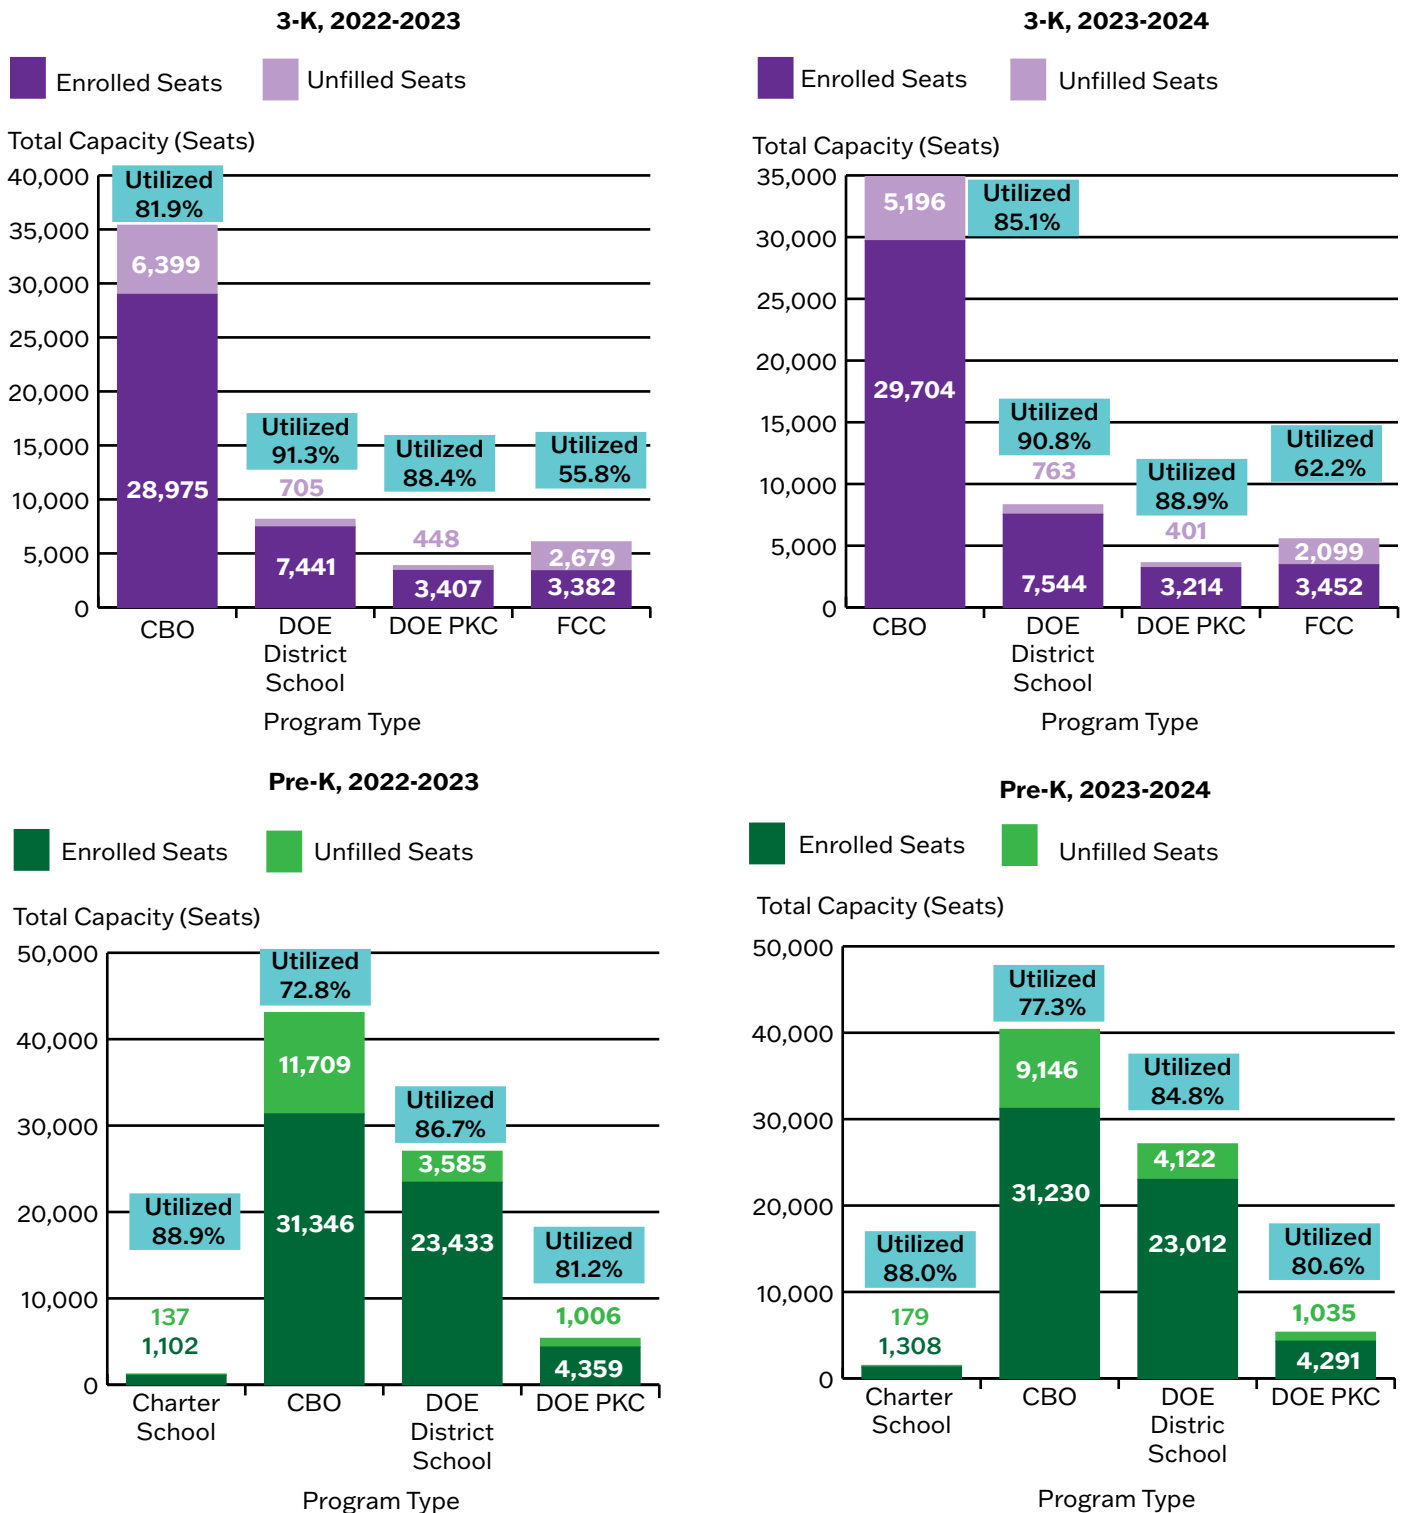 3-K, 2022-2023
Enrolled Seats
Unfilled Seats
Total Capacity (Seats)
40,000
35,000
30,000
25,000
20,000
15,000
10,000
5,000
0
Utilized
81.9%
6,399
28,975
Utilized
91.3%
705
7,441
Utilized
88.4%
448
3,407
Utilized
55.8%
2,679
3,382
CBO
DOE
District
School
DOE PKC
FCC
Program Type
3-K, 2023-2024
Enrolled Seats
Unfilled Seats
Total Capacity (Seats)
35,000
30,000
25,000
20,000
15,000
10,000
5,000
0
5,196
Utilized
85.1%
29,704
Utilized
90.8%
763
7,544
Utilized
88.9%
401
3,214
Utilized
62.2%
2,099
3,452
CBO
DOE
District
School
DOE PKC
FCC
Program Type
Pre-K, 2022-2023
Enrolled Seats
Unfilled Seats
Total Capacity (Seats)
50,000
40,000
30,000
20,000
10,000
0
Utilized
88.9%
137
1,102
Utilized
72.8%
11,709
31,346
Utilized
86.7%
3,585
23,433
Utilized
81.2%
1,006
4,359
Charter
School
CBO
DOE
District
School
DOE PKC
Program Type
Pre-K, 2023-2024
Enrolled Seats
Unfilled Seats
Total Capacity (Seats)
50,000
40,000
30,000
20,000
10,000
0
Utilized
88.0%
179
1,308
Utilized
77.3%
9,146
31,230
Utilized
84.8%
4,122
23,012
Utilized
80.6%
1,035
4,291
Charter
School
CBO
DOE
Distric
School
DOE PKC
Program Type